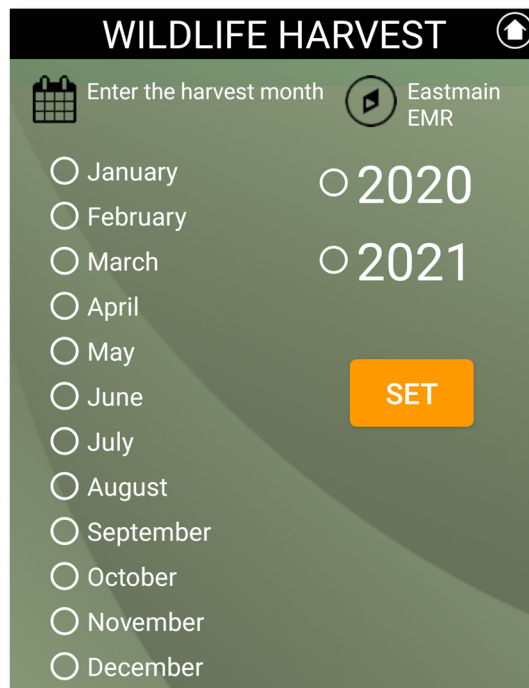 WILDLIFE HARVEST
Enter the harvest month
Eastmain
EMR
January
February
March
April
May
June
July
August
September
October
November
December
2020
2021
SET